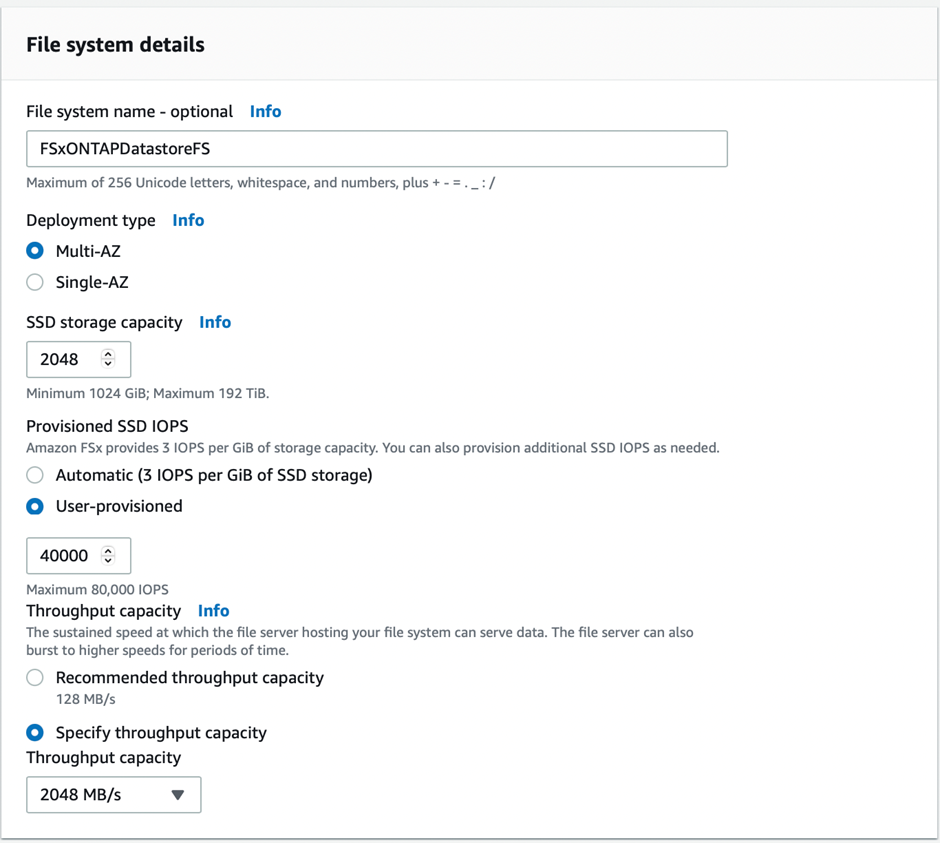 File system details
File system name - optional Info
FSxONTAPDatastoreFS
Maximum of 256 Unicode letters, whitespace, and numbers, plus + - = . _ : /
Deployment type Info
Multi-AZ
Single-AZ
SSD storage capacity Info
2048
Minimum 1024 GiB; Maximum 192 TiB.
Provisioned SSD IOPS
Amazon FSx provides 3 IOPS per GiB of storage capacity. You can also provision additional SSD IOPS as needed.
Automatic (3 IOPS per GiB of SSD storage)
User-provisioned
40000
Maximum 80,000 IOPS
Throughput capacity Info
The sustained speed at which the file server hosting your file system can serve data. The file server can also
burst to higher speeds for periods of time.
Recommended throughput capacity
128 MB/s
Specify throughput capacity
Throughput capacity
2048 MB/s